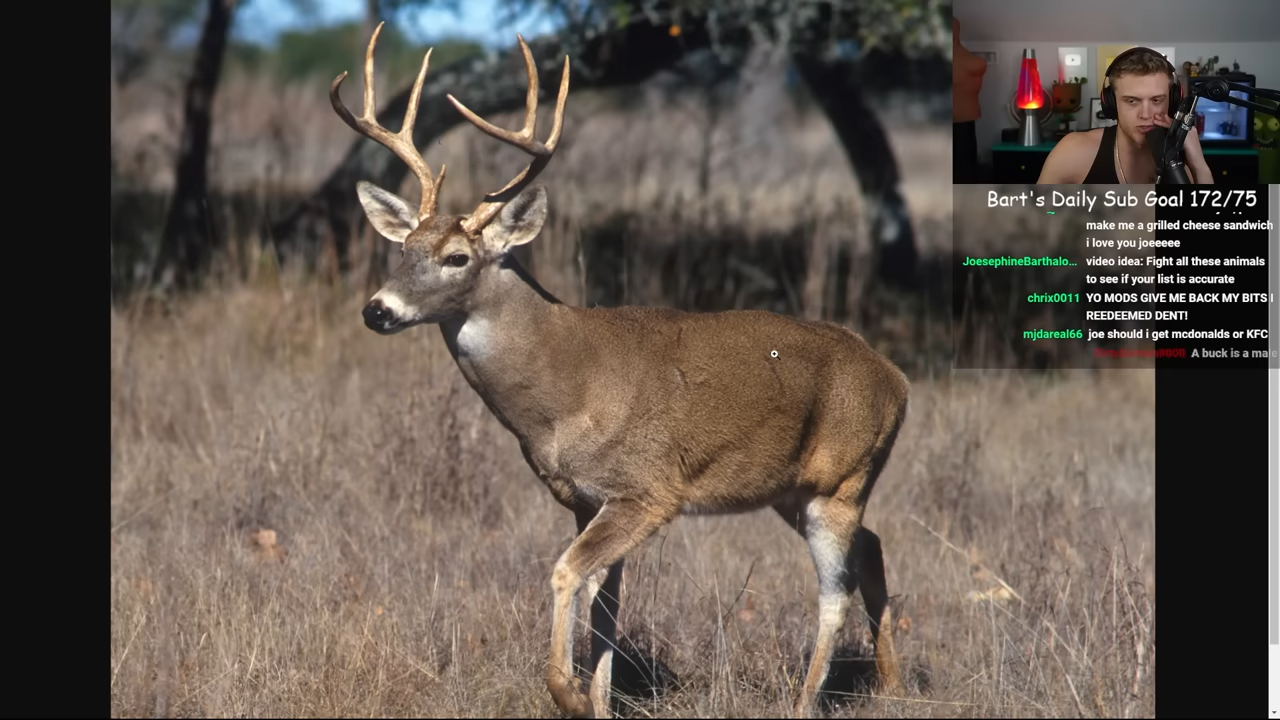 Bart's Daily Sub Goal 172/75
make me a grilled cheese sandwich
i love you joeeeee
JoesephineBarthalo… video idea: Fight all these animals
to see if your list is accurate
chrix0011 YO MODS GIVE ME BACK MY BITS I
REEDEEMED DENT!
mjdareal66 joe should i get mcdonalds or KFC
A buck is a male